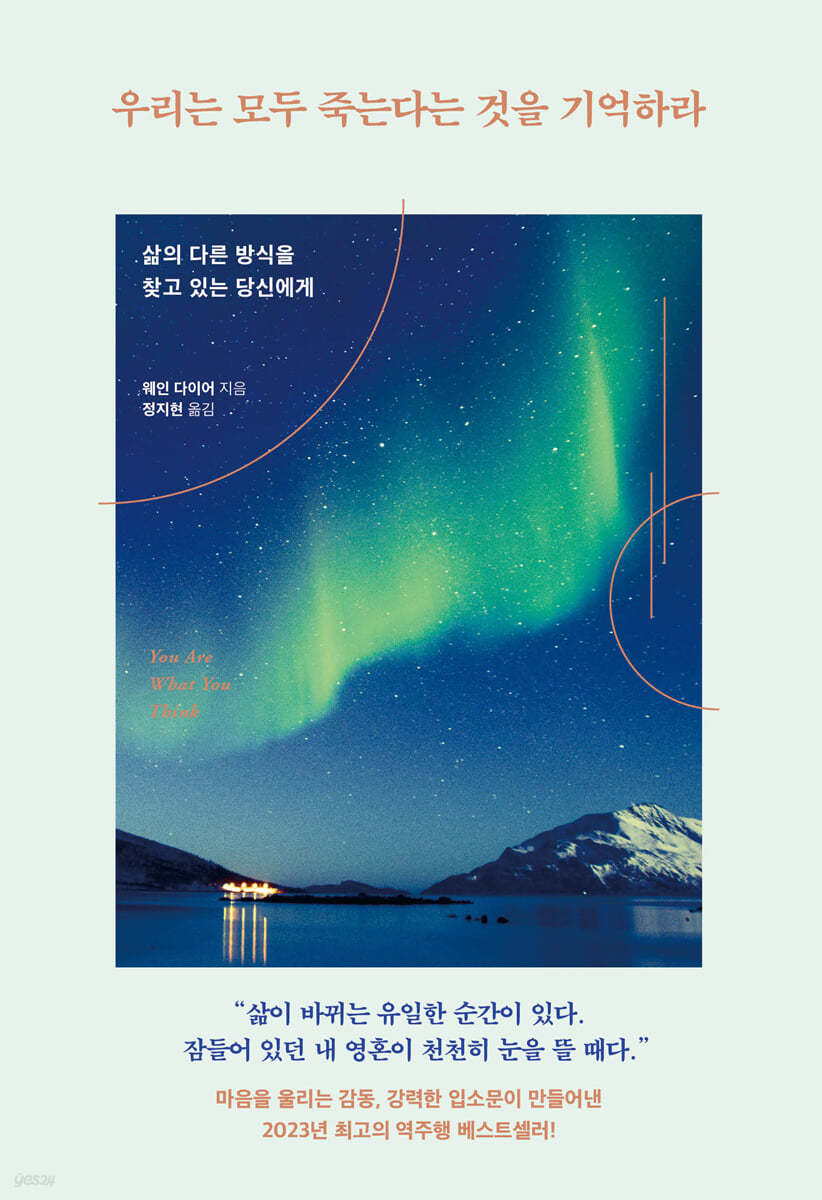 우리는 모두 죽는다는 것을 기억하라
삶의 다른 방식을
찾고 있는 당신에게
웨인 다이어 지음
정지현 옮김
You Are
What You
Think
“삶이 바뀌는 유일한 순간이 있다.
잠들어 있던 내 영혼이 천천히 눈을 뜰 때다.”
마음을 울리는 감동, 강력한 입소문이 만들어낸
2023년 최고의 역주행 베스트셀러!
yes24